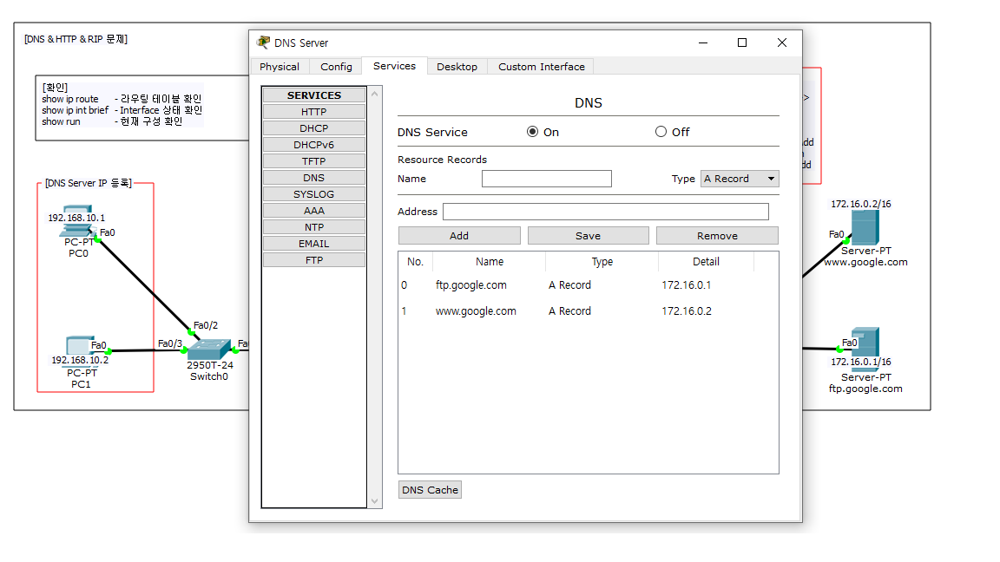 [DNS & HTTP & RIP 문제]
[확인]
show ip route - 라우팅 테이블 확인
show ip int brief - Interface 상태 확인
show run - 현재 구성 확인
[DNS Server IP 등록]
192.168.10.1
Fa0
PC-PT
PC0
Fa0/2
Fa0
Fa0/3
192.168.10.2
PC-PT
PC1
2950T-24
Switch0
DNS Server
Physical Config Services Desktop Custom Interface
SERVICES
HTTP
DHCP
DHCPv6
TFTP
DNS
SYSLOG
AAA
NTP
EMAIL
FTP
DNS
DNS Service On Off
Resource Records
Name Type A Record
Address
Add Save Remove
No. Name Type Detail
0 ftp.google.com A Record 172.16.0.1
1 www.google.com A Record 172.16.0.2
DNS Cache
>
dd
172.16.0.2/16
Fa0
Server-PT
www.google.com
Fa0
172.16.0.1/16
Server-PT
ftp.google.com